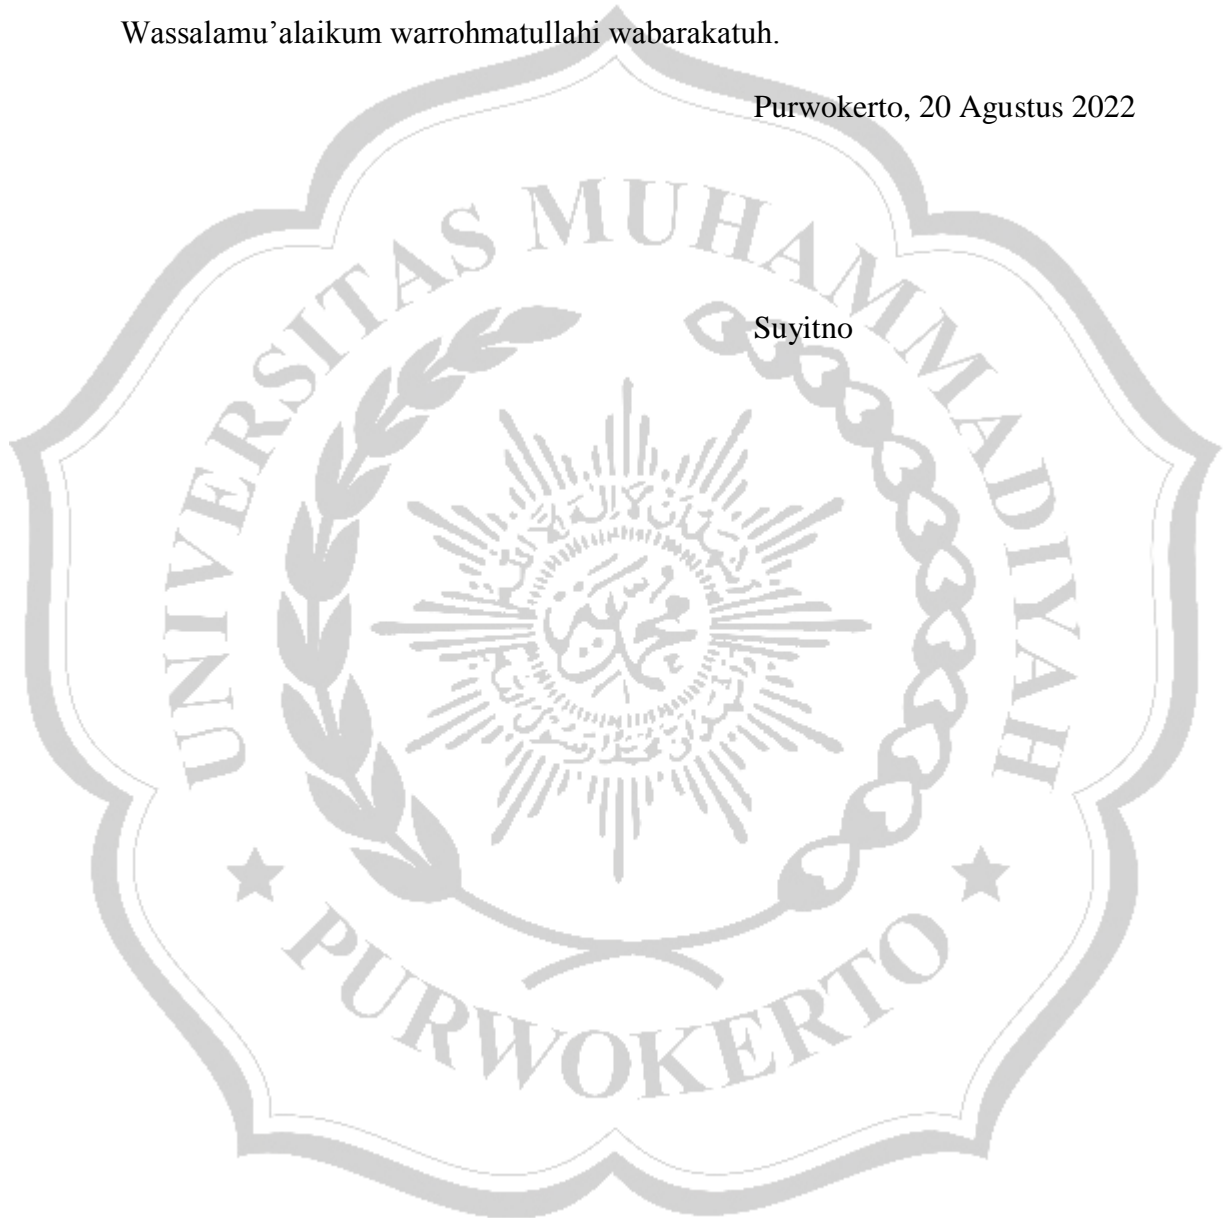 Wassalamu’alaikum warrohmatullahi wabarakatuh.
Purwokerto, 20 Agustus 2022
Suyitno
UNIVERSITAS MUHAMMADIYAH
PURWOKERTO